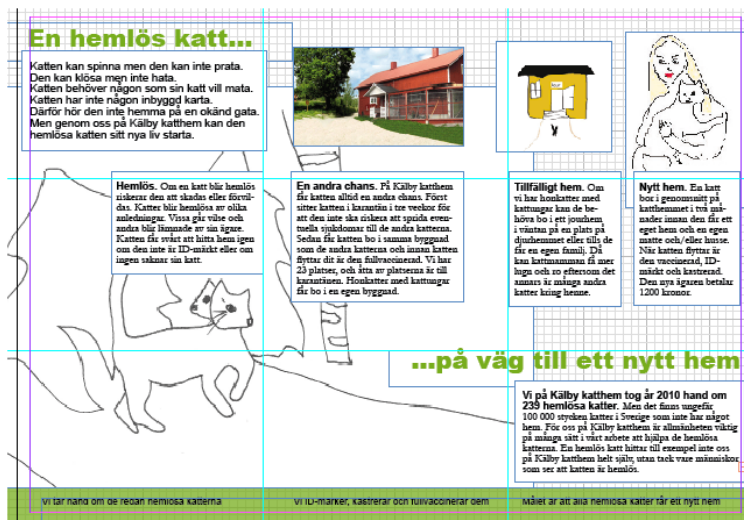 En hemlös katt...
Katten kan spinna men den kan inte prata.
Den kan klösa men inte hata.
Katten behöver någon som sin katt vill mata.
Katten har inte någon inbyggd karta.
Därför hör den inte hemma på en okänd gata.
Men genom oss på Kälby katthem kan den
hemlösa katten sitt nya liv starta.
Hemlös. Om en katt blir hemlös
riskerar den att skadas eller förvil-
das. Katter blir hemlösa av olika
anledningar. Vissa går vilse och
andra blir lämnade av sin ägare.
Katten får svårt att hitta hem igen
om den inte är ID-märkt eller om
ingen saknar sin katt.
En andra chans. På Kälby katthem
får katten alltid en andra chans. Först
sitter katten i karantän i tre veckor för
att den inte ska riskera att sprida even-
tuella sjukdomar till de andra katterna.
Sedan får katten bo i samma byggnad
som de andra katterna och innan katten
flyttar dit är den fullvaccinerad. Vi har
23 platser, och åtta av platserna är till
karantänen. Honkatter med kattungar
får bo i en egen byggnad.
Tillfälligt hem. Om
vi har honkatter med
kattungar kan de be-
höva bo i ett jourhem
i väntan på en plats på
djurhemmet eller tills de
får en egen familj. Då
kan kattmamman få mer
lugn och ro eftersom det
annars är många andra
katter kring henne.
Nytt hem. En katt
bor i genomsnitt på
katthemmet i två må-
nader innan den får ett
eget hem och en egen
matte och/eller husse.
När katten flyttar är
den vaccinerad, ID-
märkt och kastrerad.
Den nya ägaren betalar
1200 kronor.
...på väg till ett nytt hem
Vi på Kälby katthem tog år 2010 hand om
239 hemlösa katter. Men det finns ungefär
100 000 stycken katter i Sverige som inte har något
hem. För oss på Kälby katthem är allmänheten viktig
på många sätt i vårt arbete att hjälpa de hemlösa
katterna. En hemlös katt hittar till exempel inte oss
på Kälby katthem helt själv, utan tack vare människor
som ser att katten är hemlös.
Vi tar hand om de redan hemlösa katterna
Vi ID-märker, kastrerar och fullvaccinerar dem
Målet är att alla hemlösa katter får ett nytt hem